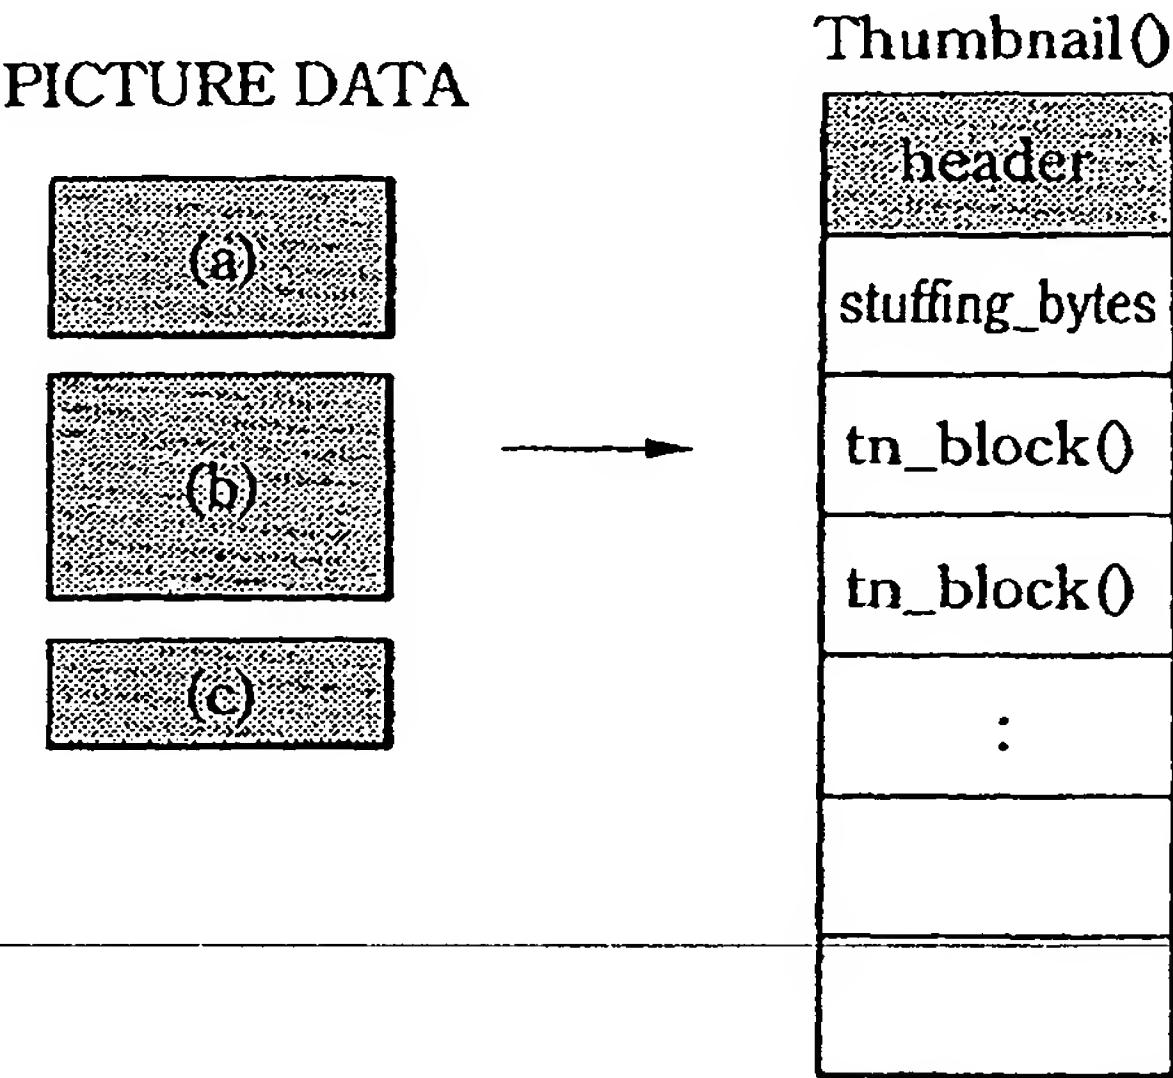 PICTURE DATA
(a)
(b)
(c)
Thumbnail()
header
stuffing_bytes
tn_block()
tn_block()
: